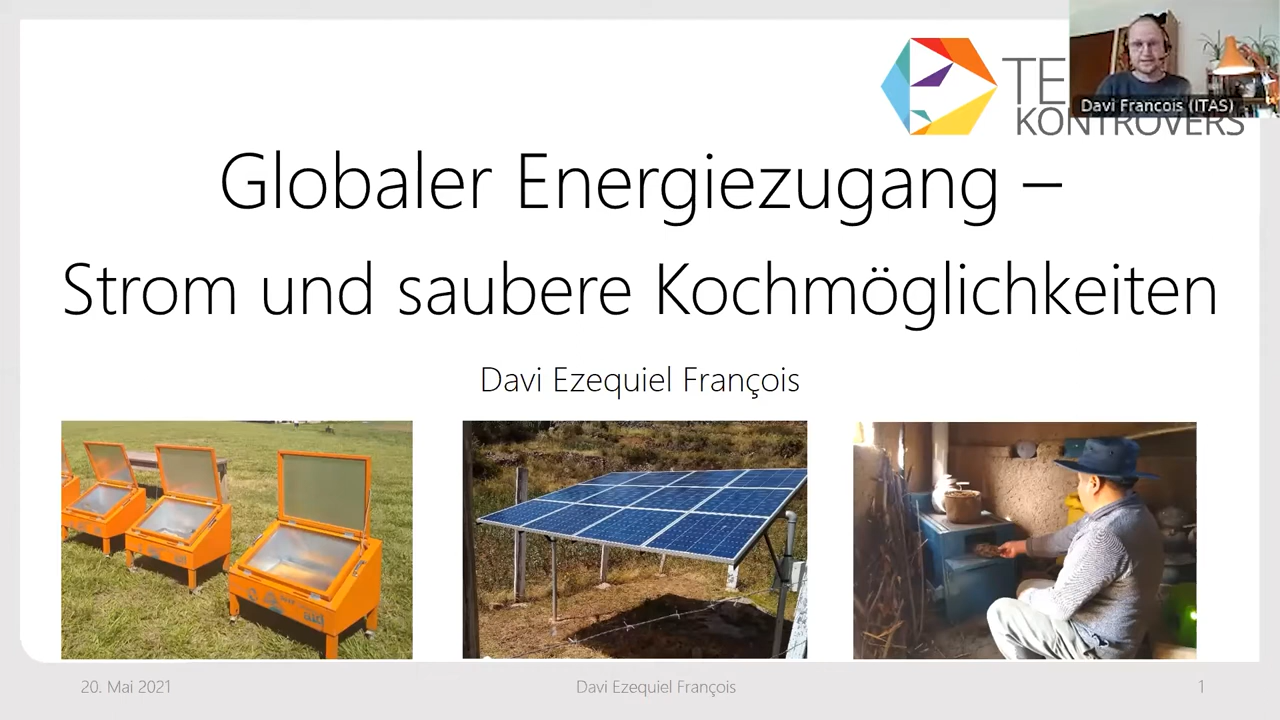 TE
KONTROVERS
Davi Francois (ITAS)
Globaler Energiezugang –
Strom und saubere Kochmöglichkeiten
Davi Ezequiel François
20. Mai 2021
Davi Ezequiel François
1